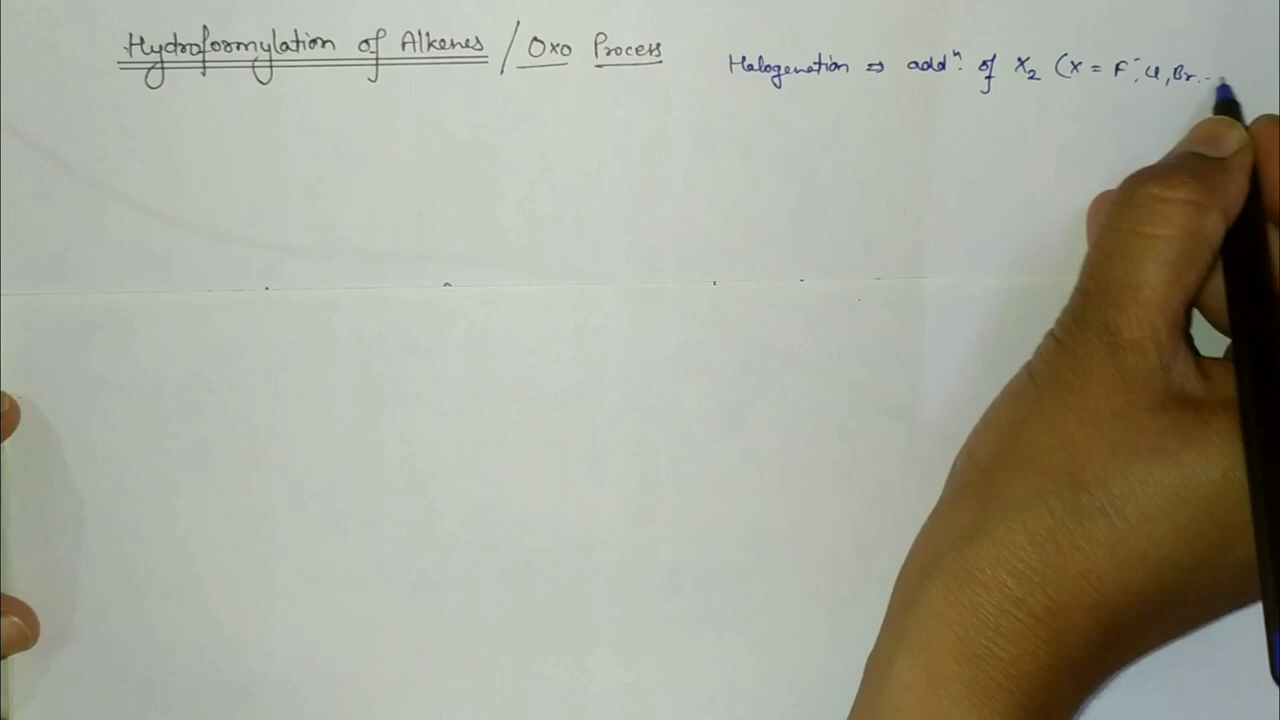 Hydroformylation of Alkenes / Oxo Process
Halogenation ⇒ addⁿ. of X₂ (X = F, Cl, Br...